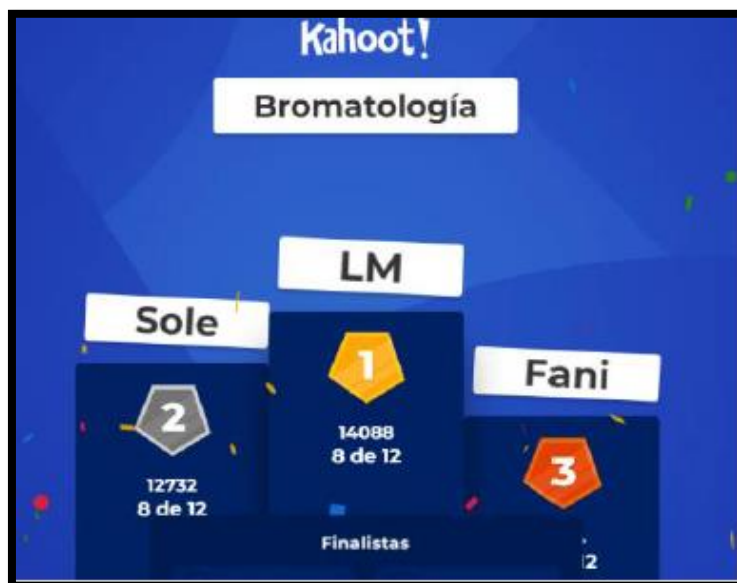 Kahoot!
Bromatología
LM
Sole
Fani
1
14088
8 de 12
2
12732
8 de 12
3
Finalistas